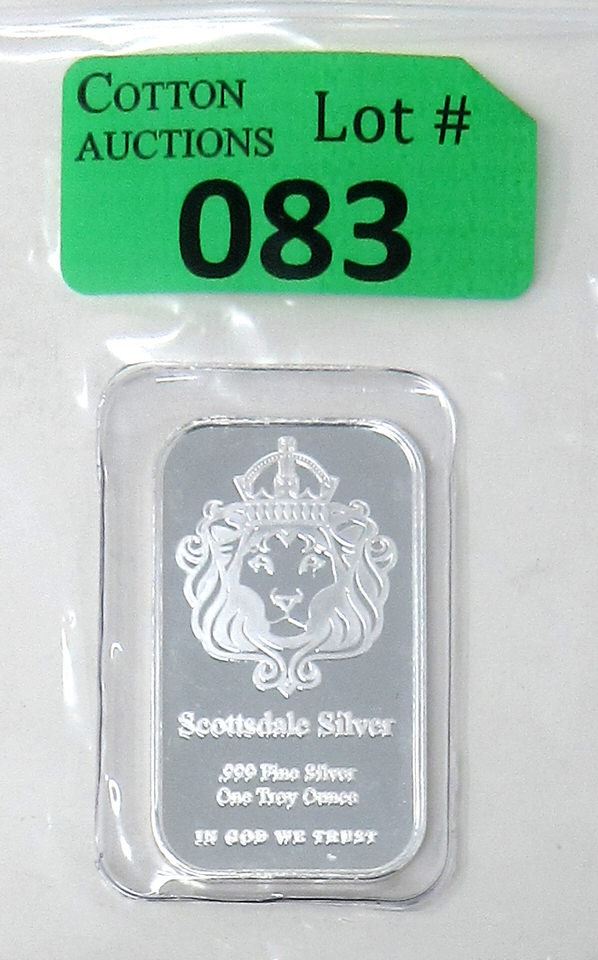 COTTON
AUCTIONS
Lot #
083
Scottsdale Silver
.999 Fine Silver
One Troy Ounce
IN GOD WE TRUST